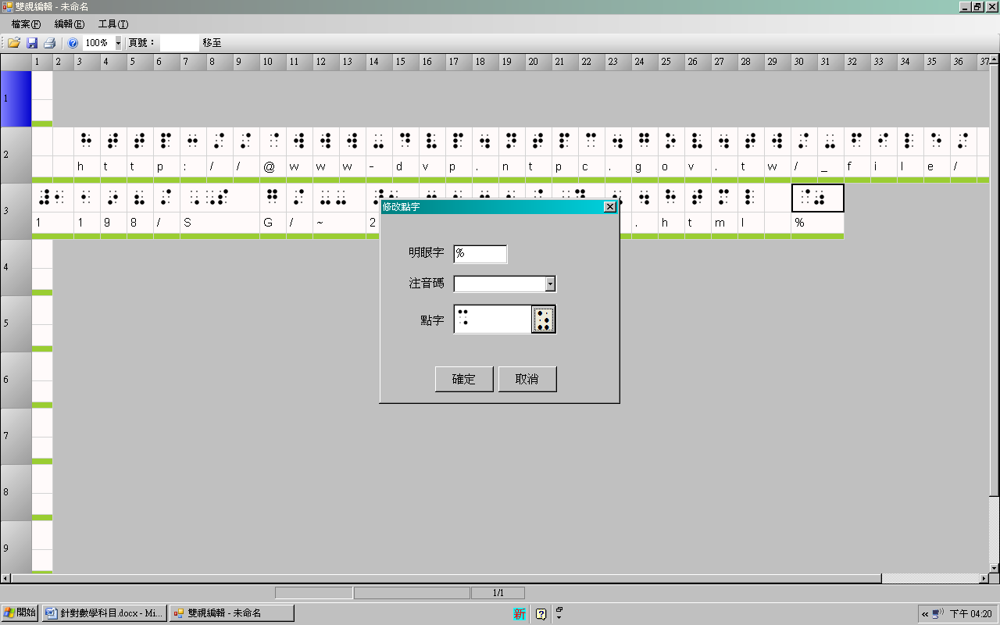 雙視編輯 - 未命名
檔案(F) 編輯(E) 工具(T)
100% 頁號： 移至
1 2 3 4 5 6 7 8 9 10 11 12 13 14 15 16 17 18 19 20 21 22 23 24 25 26 27 28 29 30 31 32 33 34 35 36 37
1
2
h t t p : / / @ w w w - d v p . n t p c . g o v . t w / _ f i l e /
3
1 1 9 8 / S G / ~ 2 . h t m l %
修改點字
明眼字 %
注音碼
點字
確定 取消
4
5
6
7
8
9
1/1
開始 針對數學科目.docx - Mi... 雙視編輯 - 未命名 新 ? « 下午 04:20